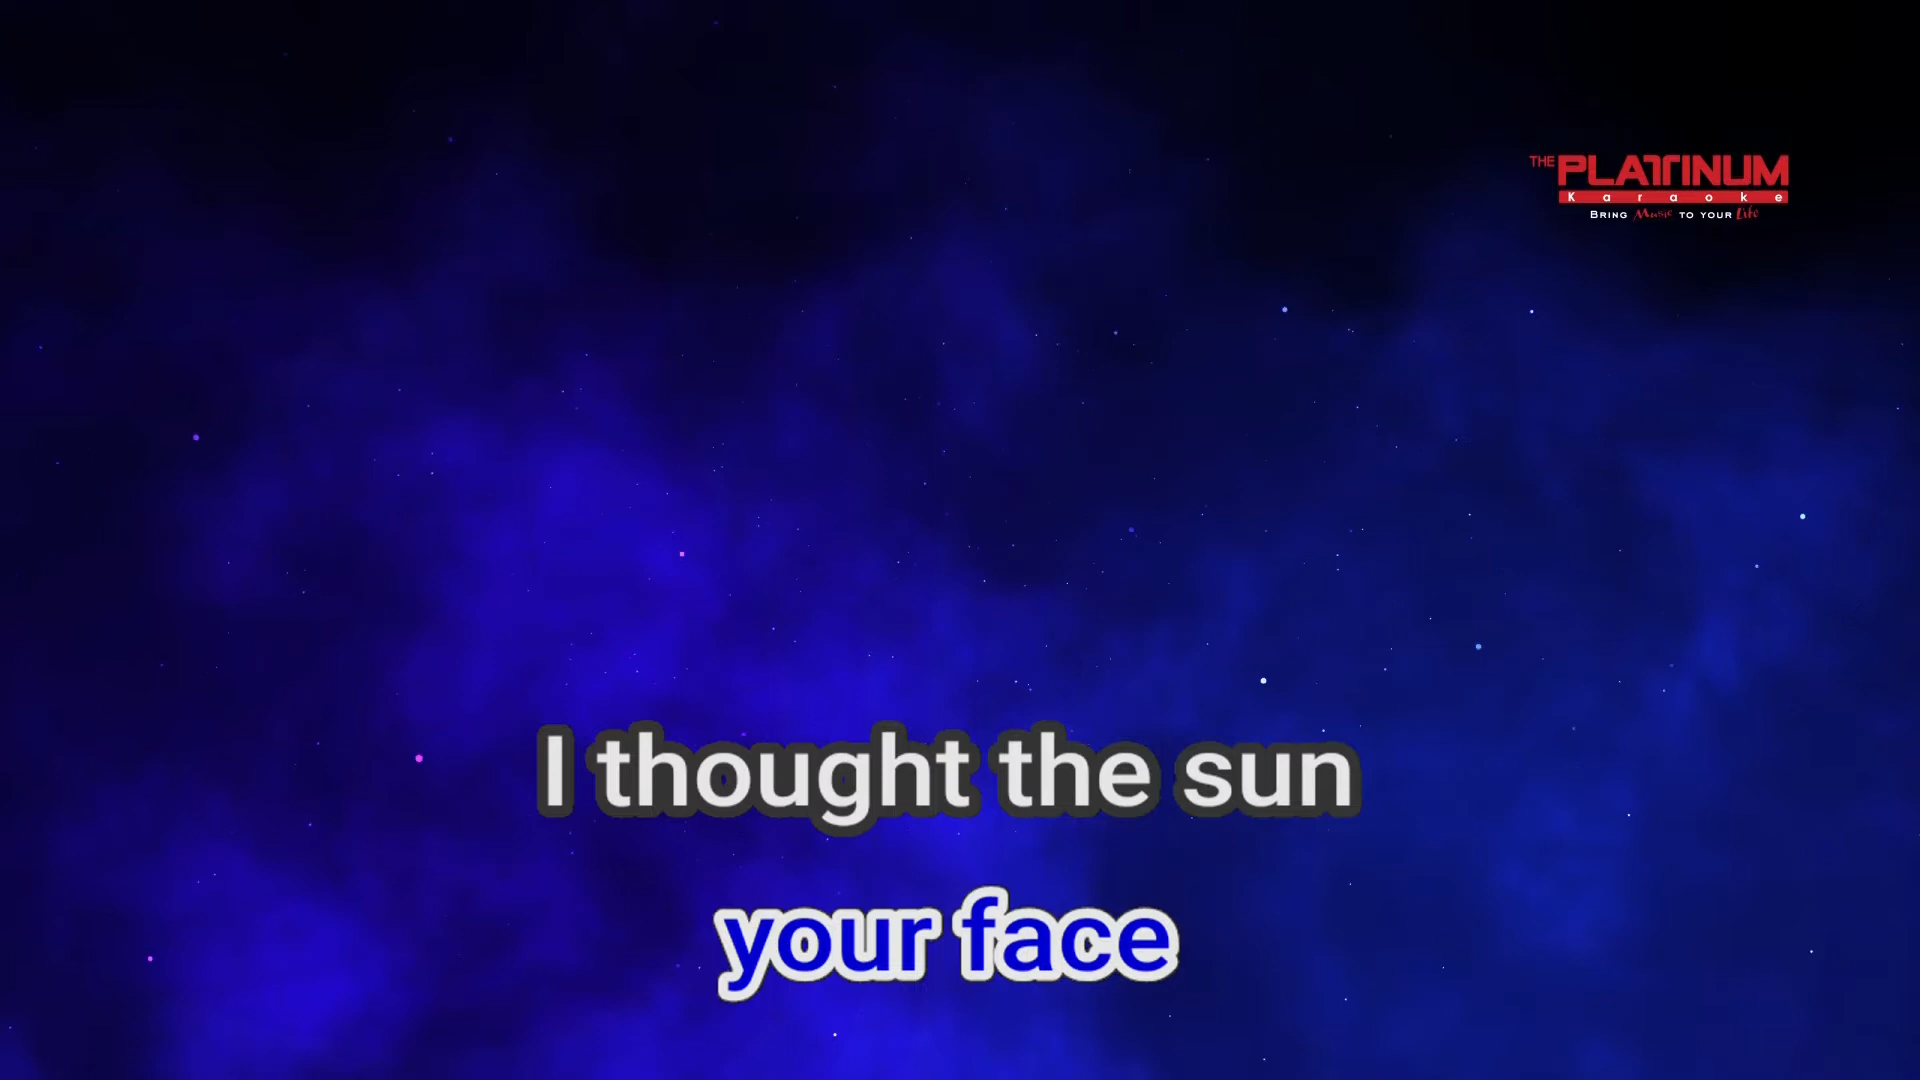 THE PLATINUM
Karaoke
BRING Music TO YOUR Life
I thought the sun
your face